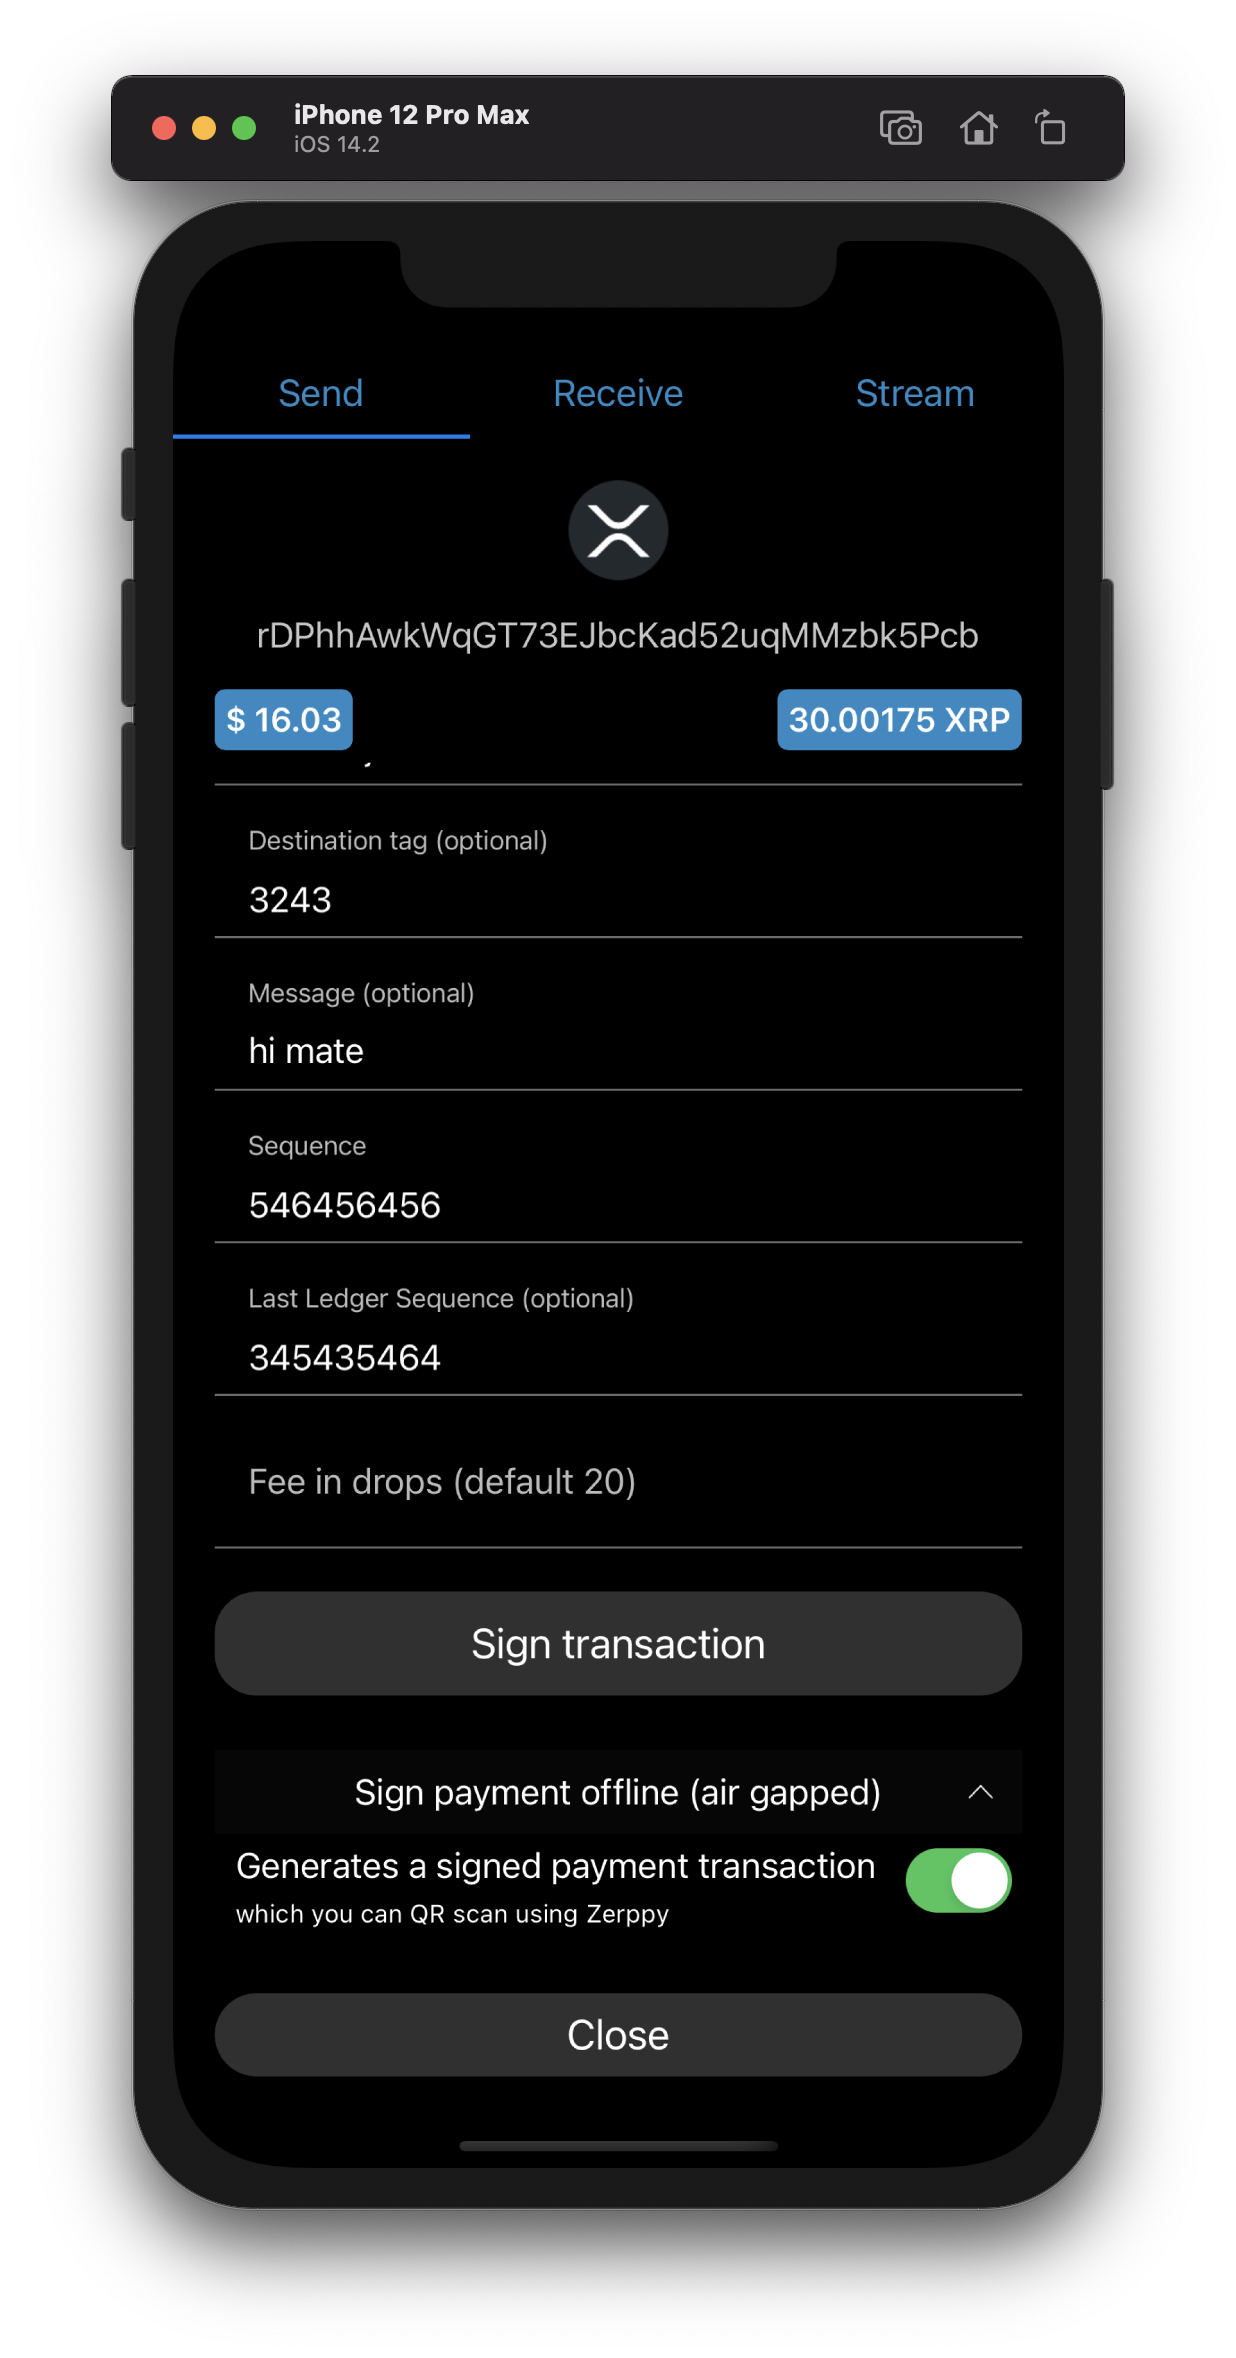 iPhone 12 Pro Max
iOS 14.2
Send Receive Stream
rDPhhAwkWqGT73EJbcKad52uqMMzbk5Pcb
$ 16.03 30.00175 XRP
Destination tag (optional)
3243
Message (optional)
hi mate
Sequence
546456456
Last Ledger Sequence (optional)
345435464
Fee in drops (default 20)
Sign transaction
Sign payment offline (air gapped)
Generates a signed payment transaction
which you can QR scan using Zerppy
Close